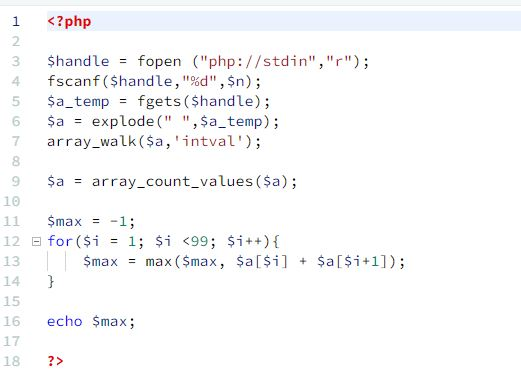 1 <?php
2
3 $handle = fopen ("php://stdin","r");
4 fscanf($handle,"%d",$n);
5 $a_temp = fgets($handle);
6 $a = explode(" ",$a_temp);
7 array_walk($a,'intval');
8
9 $a = array_count_values($a);
10
11 $max = -1;
12 for($i = 1; $i <99; $i++){
13 $max = max($max, $a[$i] + $a[$i+1]);
14 }
15
16 echo $max;
17
18 ?>